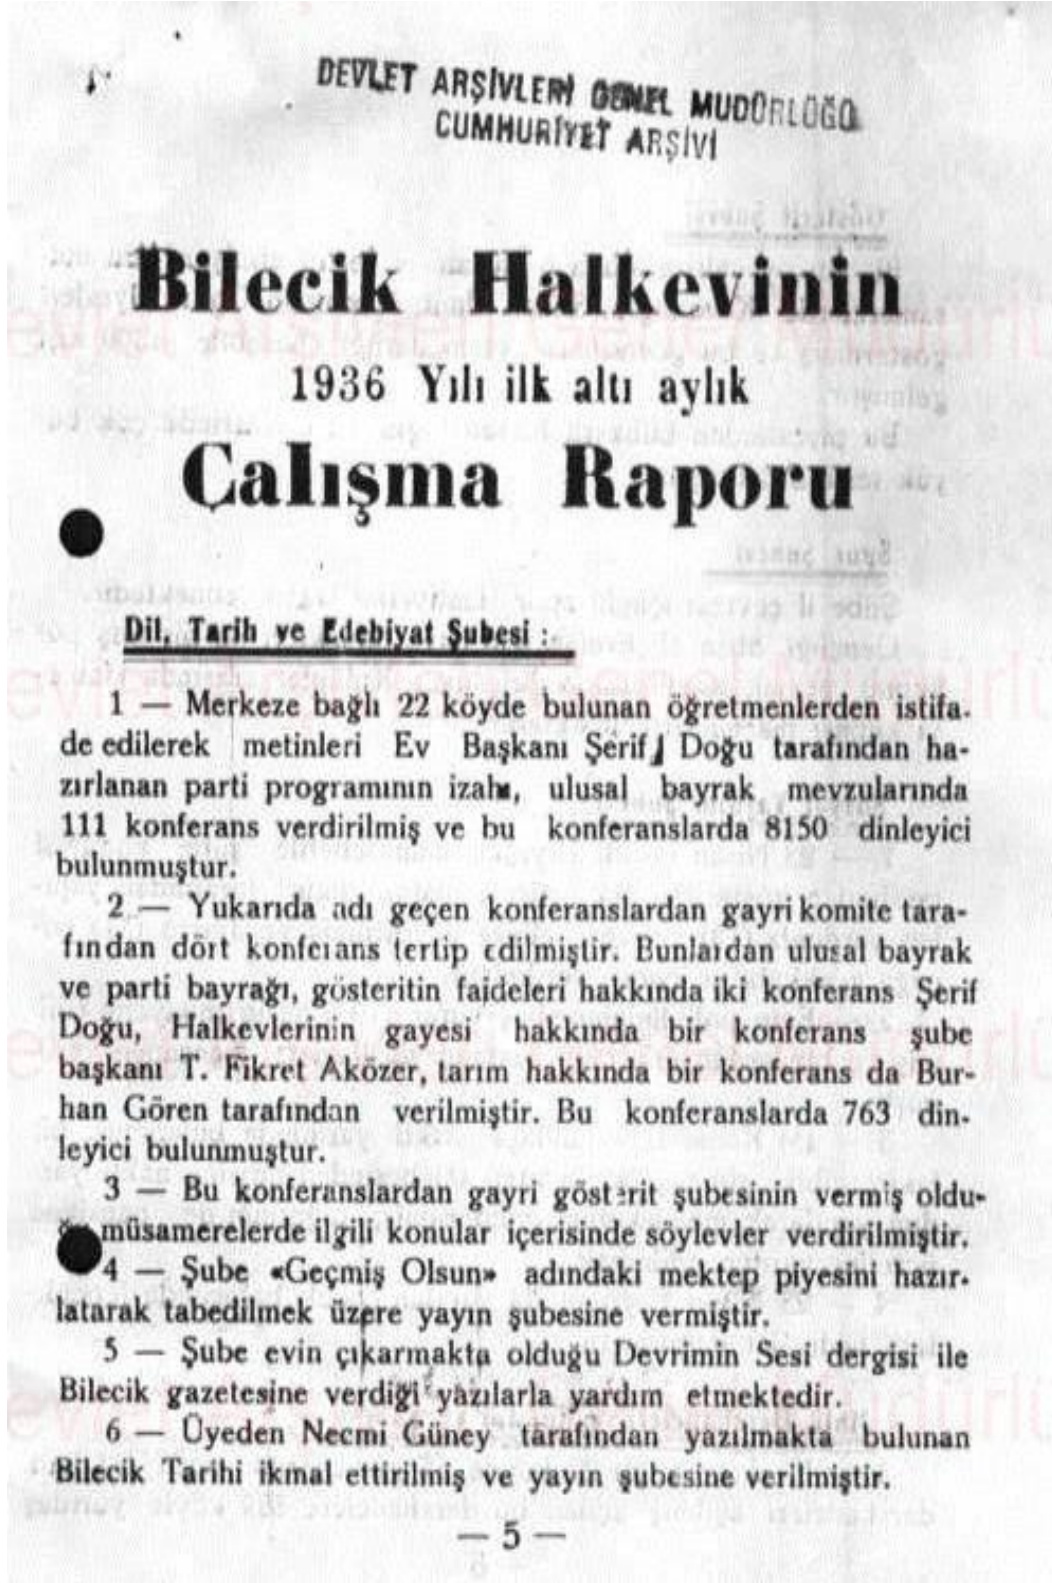 DEVLET ARŞİVLERİ GENEL MÜDÜRLÜĞÜ
CUMHURİYET ARŞİVİ
Bilecik Halkevinin
1936 Yılı ilk altı aylık
Çalışma Raporu
Dil, Tarih ve Edebiyat Şubesi :
1 — Merkeze bağlı 22 köyde bulunan öğretmenlerden istifa-
de edilerek metinleri Ev Başkanı Şerif Doğu tarafından ha-
zırlanan parti programının izahı, ulusal bayrak mevzularında
111 konferans verdirilmiş ve bu konferanslarda 8150 dinleyici
bulunmuştur.
2 — Yukarıda adı geçen konferanslardan gayri komite tara-
fından dört konferans tertip edilmiştir. Bunlardan ulusal bayrak
ve parti bayrağı, gösteritin faideleri hakkında iki konferans Şerif
Doğu, Halkevlerinin gayesi hakkında bir konferans şube
başkanı T. Fikret Aközer, tarım hakkında bir konferans da Bur-
han Gören tarafından verilmiştir. Bu konferanslarda 763 din-
leyici bulunmuştur.
3 — Bu konferanslardan gayri gösterit şubesinin vermiş oldu-
müsamerelerde ilgili konular içerisinde söylevler verdirilmiştir.
4 — Şube «Geçmiş Olsun» adındaki mektep piyesini hazır-
latarak tabedilmek üzere yayın şubesine vermiştir.
5 — Şube evin çıkarmakta olduğu Devrimin Sesi dergisi ile
Bilecik gazetesine verdiği yazılarla yardım etmektedir.
6 — Üyeden Necmi Güney tarafından yazılmakta bulunan
Bilecik Tarihi ikmal ettirilmiş ve yayın şubesine verilmiştir.
— 5 —